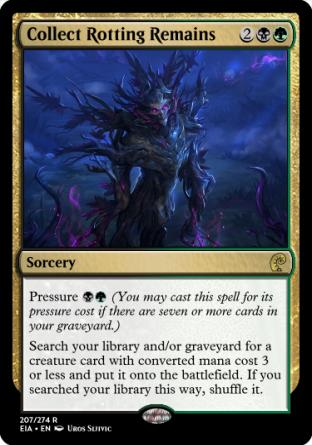 Collect Rotting Remains 2
Sorcery
Pressure (You may cast this spell for its
pressure cost if there are seven or more cards in
your graveyard.)
Search your library and/or graveyard for a
creature card with converted mana cost 3
or less and put it onto the battlefield. If you
searched your library this way, shuffle it.
207/274 R
EIA • EN Uros Sljivic